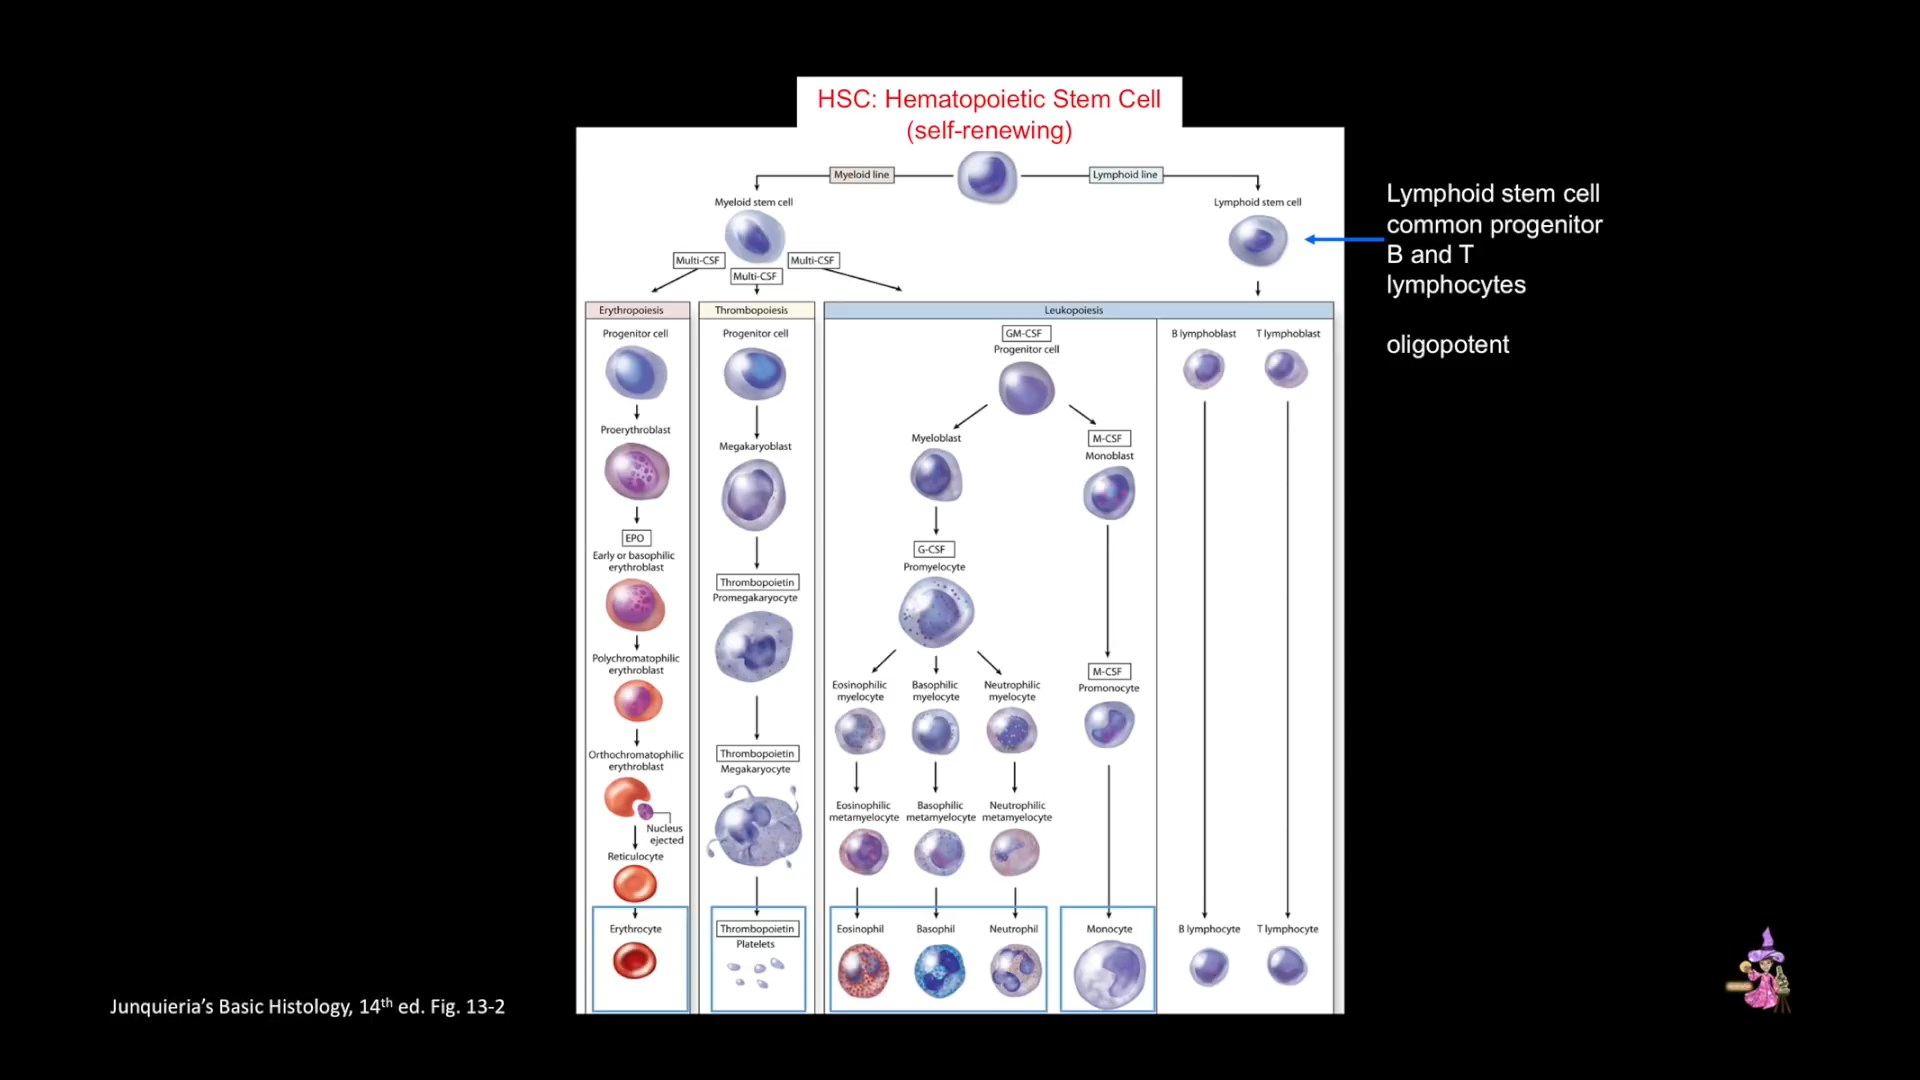 HSC: Hematopoietic Stem Cell
(self-renewing)
Myeloid line
Lymphoid line
Myeloid stem cell
Lymphoid stem cell
Multi-CSF
Multi-CSF
Multi-CSF
Lymphoid stem cell
common progenitor
B and T
lymphocytes
oligopotent
Erythropoiesis
Progenitor cell
Proerythroblast
EPO
Early or basophilic
erythroblast
Polychromatophilic
erythroblast
Orthochromatophilic
erythroblast
Nucleus
ejected
Reticulocyte
Erythrocyte
Thrombopoiesis
Progenitor cell
Megakaryoblast
Thrombopoietin
Promegakaryocyte
Thrombopoietin
Megakaryocyte
Thrombopoietin
Platelets
Leukopoiesis
GM-CSF
Progenitor cell
Myeloblast
M-CSF
Monoblast
G-CSF
Promyelocyte
Eosinophilic
myelocyte
Basophilic
myelocyte
Neutrophilic
myelocyte
M-CSF
Promonocyte
Eosinophilic
metamyelocyte
Basophilic
metamyelocyte
Neutrophilic
metamyelocyte
Eosinophil
Basophil
Neutrophil
Monocyte
B lymphoblast
T lymphoblast
B lymphocyte
T lymphocyte
Junquieria’s Basic Histology, 14th ed. Fig. 13-2